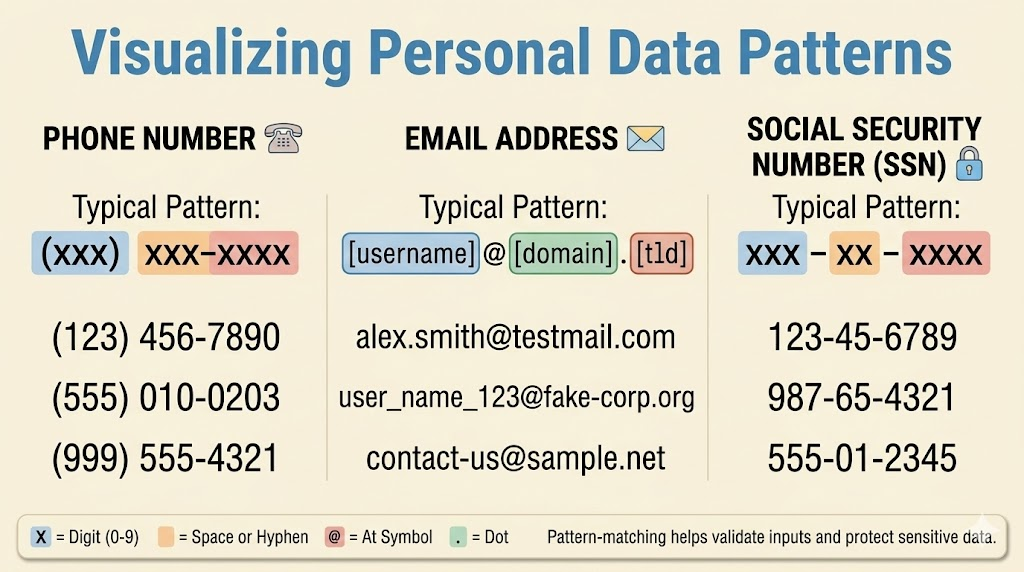 Visualizing Personal Data Patterns
PHONE NUMBER
Typical Pattern:
(xxx) xxx-xxxx
(123) 456-7890
(555) 010-0203
(999) 555-4321
EMAIL ADDRESS
Typical Pattern:
[username]@[domain].[tld]
alex.smith@testmail.com
user_name_123@fake-corp.org
contact-us@sample.net
SOCIAL SECURITY
NUMBER (SSN)
Typical Pattern:
xxx - xx - xxxx
123-45-6789
987-65-4321
555-01-2345
X = Digit (0-9) = Space or Hyphen @ = At Symbol . = Dot Pattern-matching helps validate inputs and protect sensitive data.